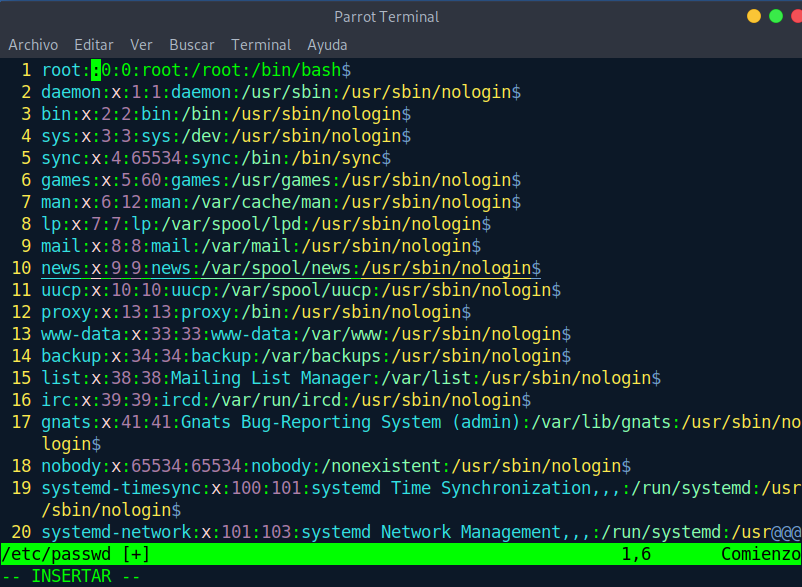 Parrot Terminal
Archivo Editar Ver Buscar Terminal Ayuda
1 root::0:0:root:/root:/bin/bash$
2 daemon:x:1:1:daemon:/usr/sbin:/usr/sbin/nologin$
3 bin:x:2:2:bin:/bin:/usr/sbin/nologin$
4 sys:x:3:3:sys:/dev:/usr/sbin/nologin$
5 sync:x:4:65534:sync:/bin:/bin/sync$
6 games:x:5:60:games:/usr/games:/usr/sbin/nologin$
7 man:x:6:12:man:/var/cache/man:/usr/sbin/nologin$
8 lp:x:7:7:lp:/var/spool/lpd:/usr/sbin/nologin$
9 mail:x:8:8:mail:/var/mail:/usr/sbin/nologin$
10 news:x:9:9:news:/var/spool/news:/usr/sbin/nologin$
11 uucp:x:10:10:uucp:/var/spool/uucp:/usr/sbin/nologin$
12 proxy:x:13:13:proxy:/bin:/usr/sbin/nologin$
13 www-data:x:33:33:www-data:/var/www:/usr/sbin/nologin$
14 backup:x:34:34:backup:/var/backups:/usr/sbin/nologin$
15 list:x:38:38:Mailing List Manager:/var/list:/usr/sbin/nologin$
16 irc:x:39:39:ircd:/var/run/ircd:/usr/sbin/nologin$
17 gnats:x:41:41:Gnats Bug-Reporting System (admin):/var/lib/gnats:/usr/sbin/no
login$
18 nobody:x:65534:65534:nobody:/nonexistent:/usr/sbin/nologin$
19 systemd-timesync:x:100:101:systemd Time Synchronization,,,:/run/systemd:/usr
/sbin/nologin$
20 systemd-network:x:101:103:systemd Network Management,,,:/run/systemd:/usr@@@
/etc/passwd [+] 1,6 Comienzo
-- INSERTAR --